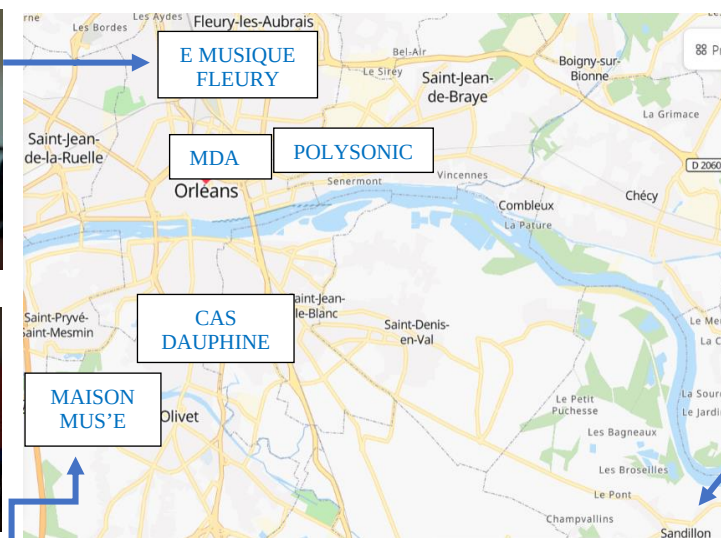 Les Aydes
Fleury-les-Aubrais
Les Bordes
E MUSIQUE
FLEURY
Bel-Air
Le Sirey
Boigny-sur-
Bionne
Saint-Jean-
de-Braye
La Grimace
Saint-Jean-
de-la-Ruelle
MDA
POLYSONIC
D 2060
Orléans
Senermont
Vincennes
Combleux
Chécy
La Pature
Saint-Pryvé-
Saint-Mesmin
CAS
DAUPHINE
aint-Jean-
le-Blanc
Saint-Denis-
en-Val
MAISON
MUS'E
Olivet
Le Petit
Puchesse
Les Bagneaux
Les Broseilles
Le Pont
Champvallins
Sandillon